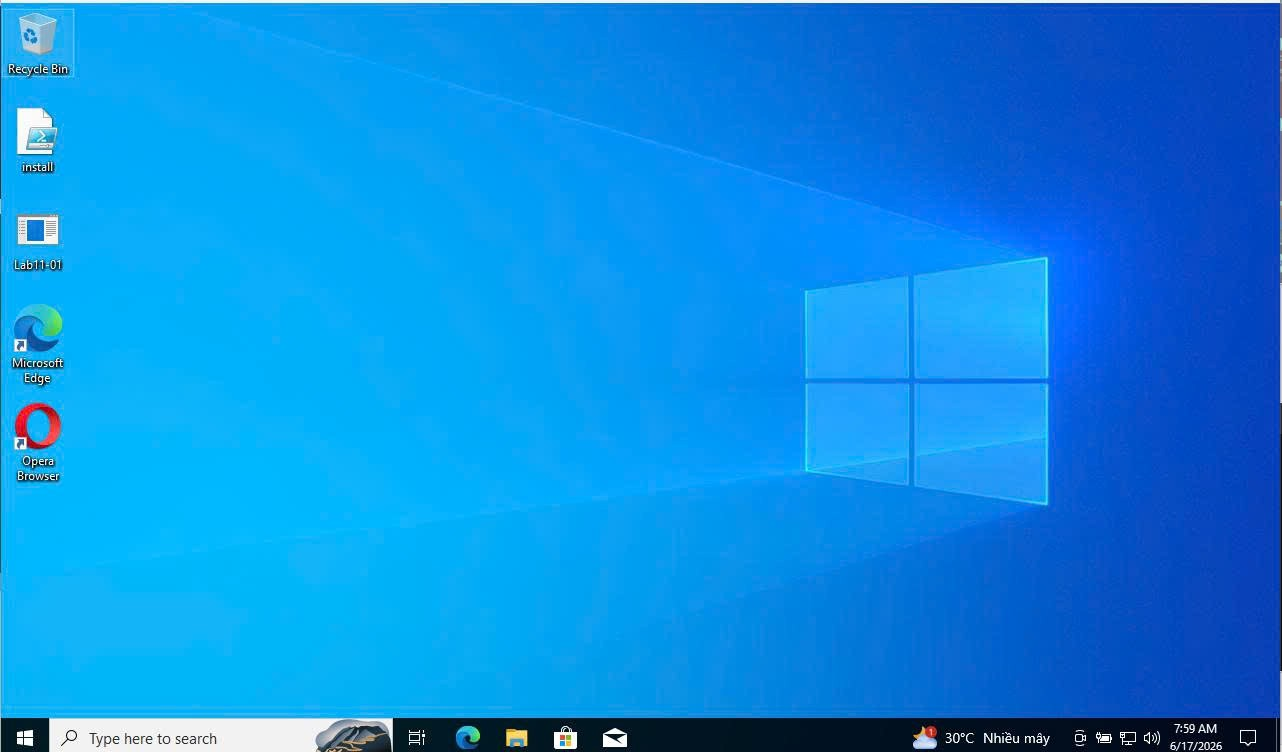 Recycle Bin
install
Lab11-01
Microsoft
Edge
Opera
Browser
Type here to search
1
30°C Nhiều mây
7:59 AM
6/17/2026